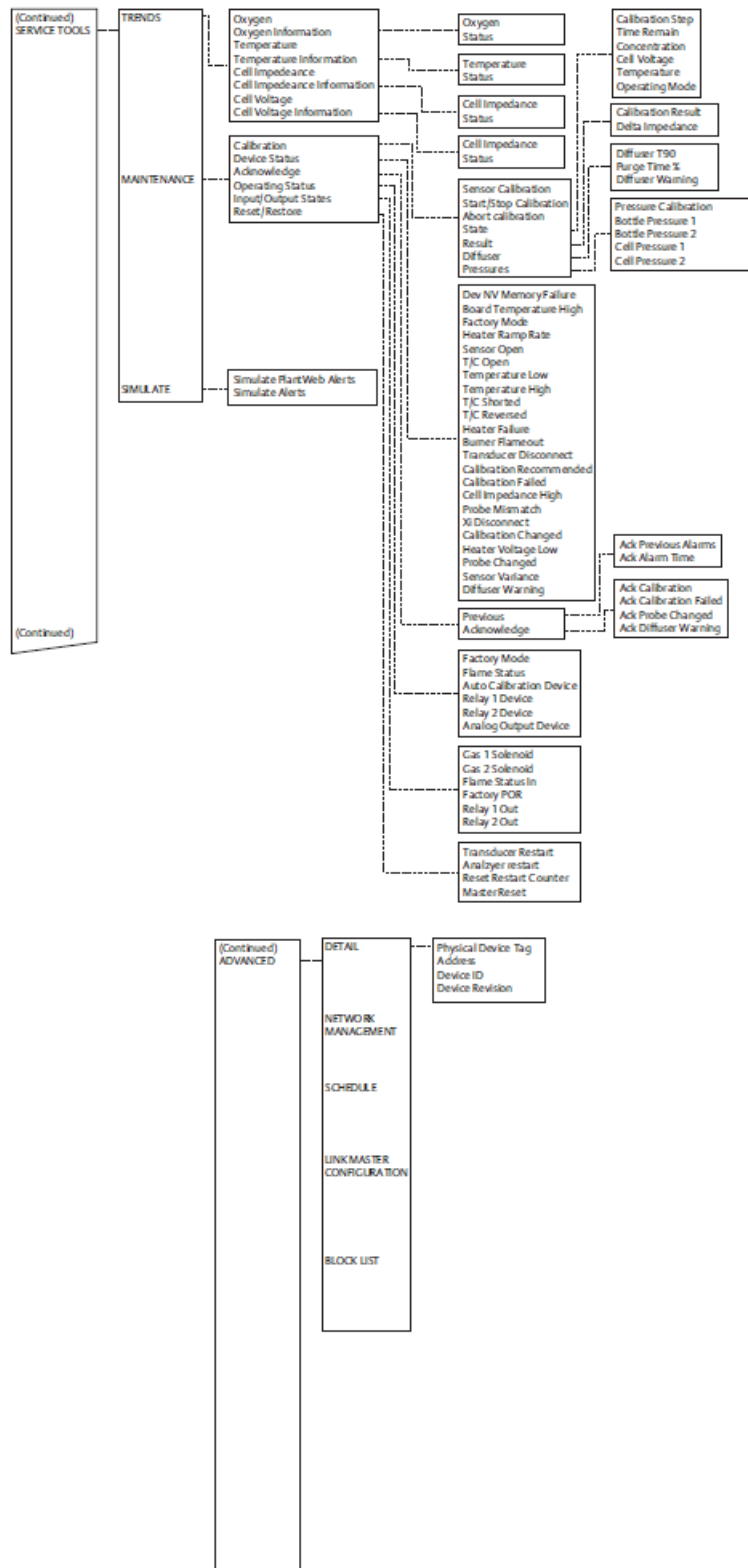 (Continued)
SERVICE TOOLS
(Continued)
TRENDS
MAINTENANCE
SIMULATE
Oxygen
Oxygen Information
Temperature
Temperature Information
Cell Impedeance
Cell Impedeance Information
Cell Voltage
Cell Voltage Information
Calibration
Device Status
Acknowledge
Operating Status
Input/Output States
Reset/Restore
Simulate PlantWeb Alerts
Simulate Alerts
Oxygen
Status
Temperature
Status
Cell Impedance
Status
Cell Impedance
Status
Sensor Calibration
Start/Stop Calibration
Abort calibration
State
Result
Diffuser
Pressures
Dev NV Memory Failure
Board Temperature High
Factory Mode
Heater Ramp Rate
Sensor Open
T/C Open
Temperature Low
Temperature High
T/C Shorted
T/C Reversed
Heater Failure
Burner Flameout
Transducer Disconnect
Calibration Recommended
Calibration Failed
Cell Impedance High
Probe Mismatch
Xi Disconnect
Calibration Changed
Heater Voltage Low
Probe Changed
Sensor Variance
Diffuser Warning
Previous
Acknowledge
Factory Mode
Flame Status
Auto Calibration Device
Relay 1 Device
Relay 2 Device
Analog Output Device
Gas 1 Solenoid
Gas 2 Solenoid
Flame Status In
Factory POR
Relay 1 Out
Relay 2 Out
Transducer Restart
Analzyer restart
Reset Restart Counter
Master Reset
Calibration Step
Time Remain
Concentration
Cell Voltage
Temperature
Operating Mode
Calibration Result
Delta Impedance
Diffuser T90
Purge Time %
Diffuser Warning
Pressure Calibration
Bottle Pressure 1
Bottle Pressure 2
Cell Pressure 1
Cell Pressure 2
Ack Previous Alarms
Ack Alarm Time
Ack Calibration
Ack Calibration Failed
Ack Probe Changed
Ack Diffuser Warning
(Continued)
ADVANCED
DETAIL
NETWORK
MANAGEMENT
SCHEDULE
LINK MASTER
CONFIGURATION
BLOCK LIST
Physical Device Tag
Address
Device ID
Device Revision